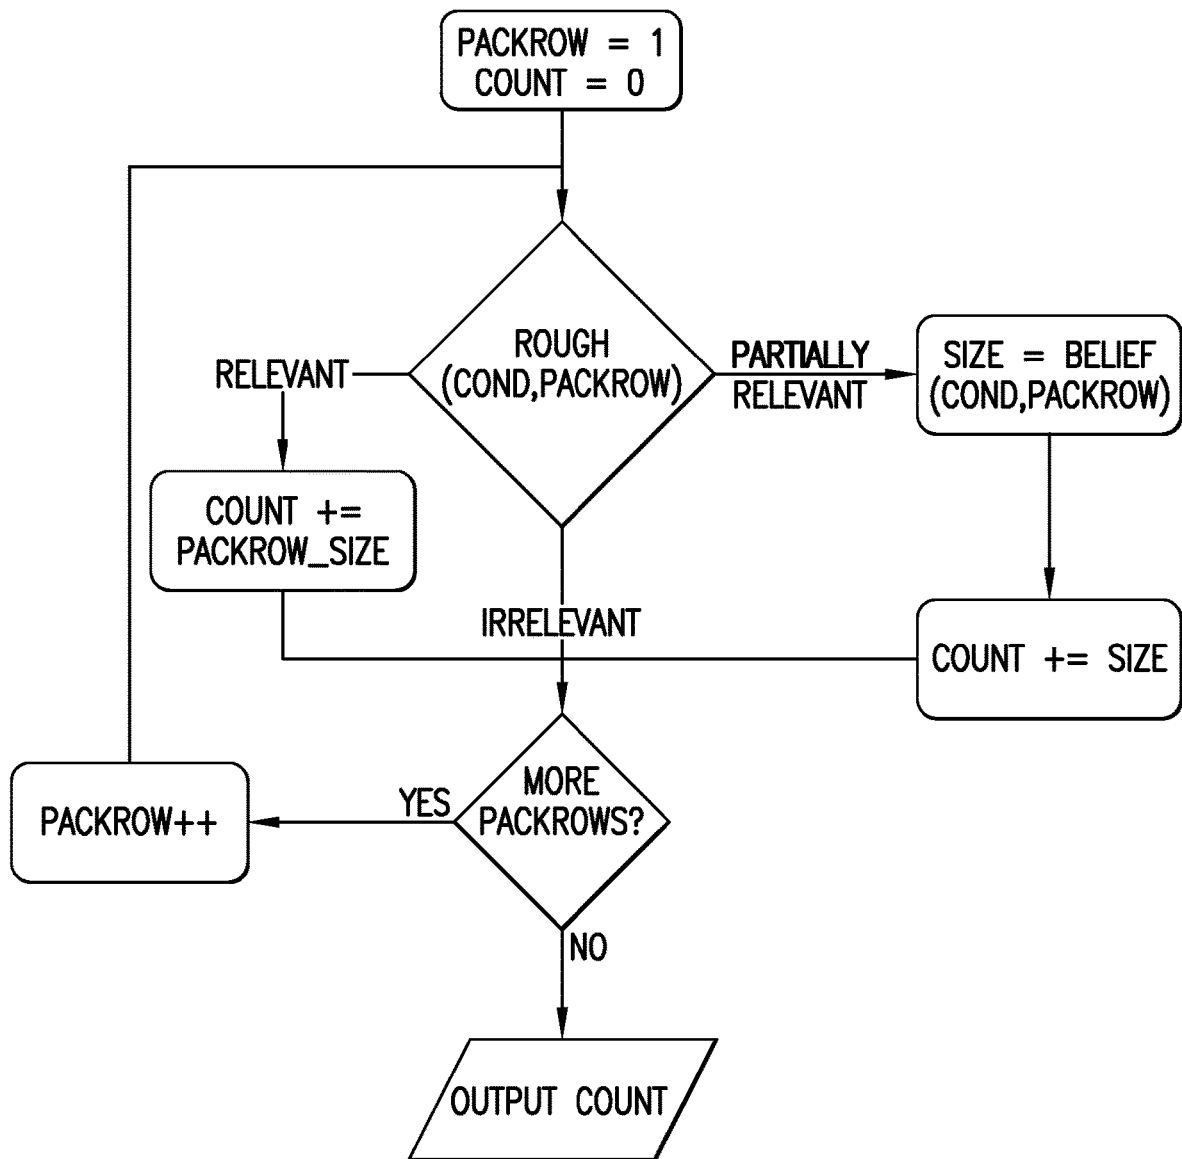 PACKROW = 1
COUNT = 0
ROUGH
(COND,PACKROW)
RELEVANT
PARTIALLY
RELEVANT
SIZE = BELIEF
(COND,PACKROW)
COUNT +=
PACKROW_SIZE
IRRELEVANT
COUNT += SIZE
MORE
PACKROWS?
YES
PACKROW++
NO
OUTPUT COUNT